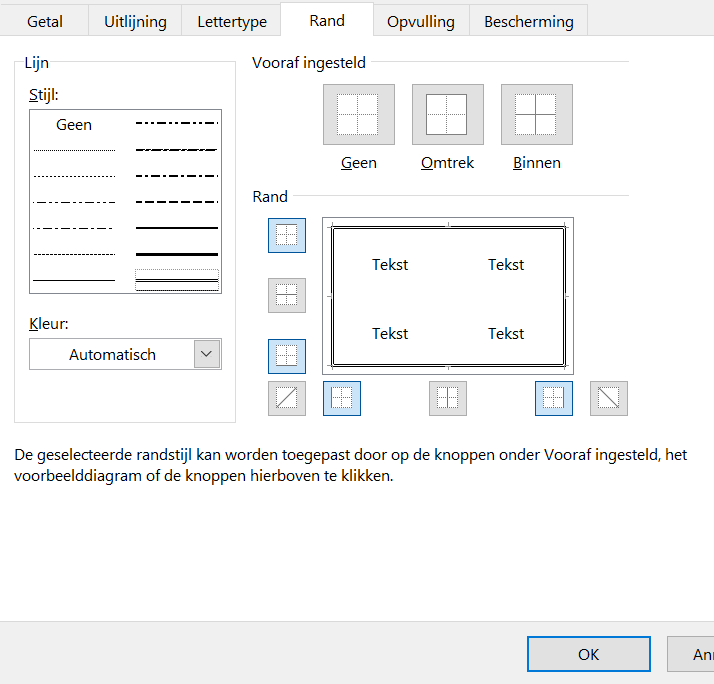 Getal Uitlijning Lettertype Rand Opvulling Bescherming
Lijn
Stijl:
Geen
Kleur:
Automatisch
Vooraf ingesteld
Geen Omtrek Binnen
Rand
Tekst Tekst
Tekst Tekst
De geselecteerde randstijl kan worden toegepast door op de knoppen onder Vooraf ingesteld, het
voorbeelddiagram of de knoppen hierboven te klikken.
OK